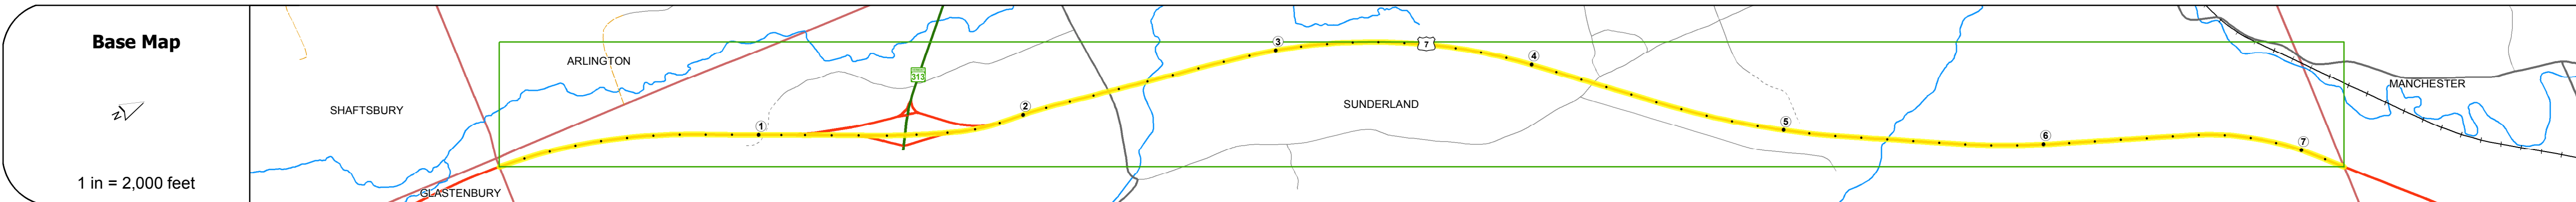 Base Map
N
1 in = 2,000 feet
SHAFTSBURY
ARLINGTON
GLASTENBURY
1
313
2
3
7
SUNDERLAND
4
5
6
7
MANCHESTER